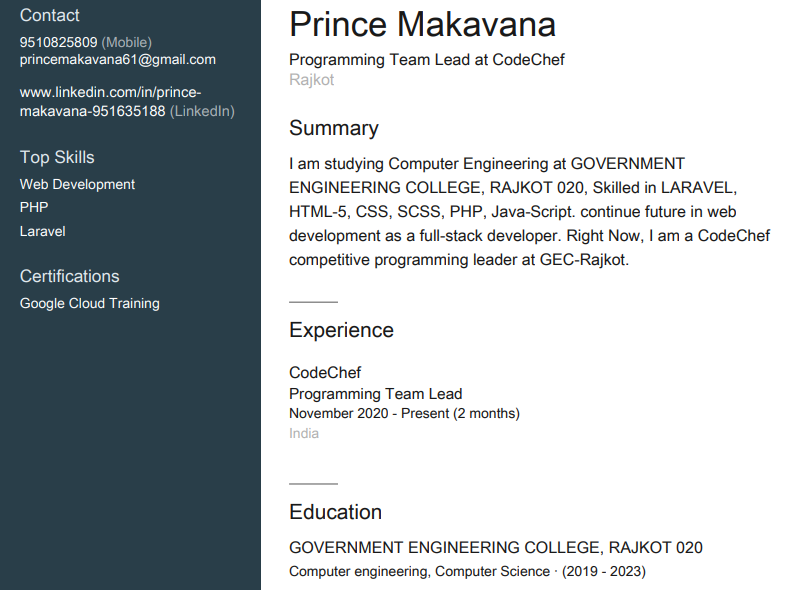 Contact
9510825809 (Mobile)
princemakavana61@gmail.com
www.linkedin.com/in/prince-
makavana-951635188 (LinkedIn)
Top Skills
Web Development
PHP
Laravel
Certifications
Google Cloud Training
Prince Makavana
Programming Team Lead at CodeChef
Rajkot
Summary
I am studying Computer Engineering at GOVERNMENT
ENGINEERING COLLEGE, RAJKOT 020, Skilled in LARAVEL,
HTML-5, CSS, SCSS, PHP, Java-Script. continue future in web
development as a full-stack developer. Right Now, I am a CodeChef
competitive programming leader at GEC-Rajkot.
Experience
CodeChef
Programming Team Lead
November 2020 - Present (2 months)
India
Education
GOVERNMENT ENGINEERING COLLEGE, RAJKOT 020
Computer engineering, Computer Science · (2019 - 2023)